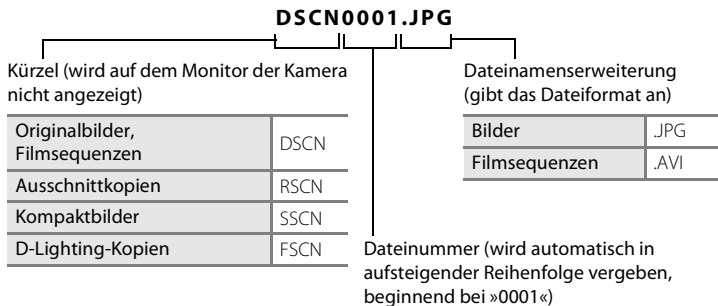 DSCN0001.JPG
Kürzel (wird auf dem Monitor der Kamera
nicht angezeigt)
Originalbilder,
Filmsequenzen DSCN
Ausschnittkopien RSCN
Kompaktbilder SSCN
D-Lighting-Kopien FSCN
Dateinamenserweiterung
(gibt das Dateiformat an)
Bilder .JPG
Filmsequenzen .AVI
Dateinummer (wird automatisch in
aufsteigender Reihenfolge vergeben,
beginnend bei »0001«)